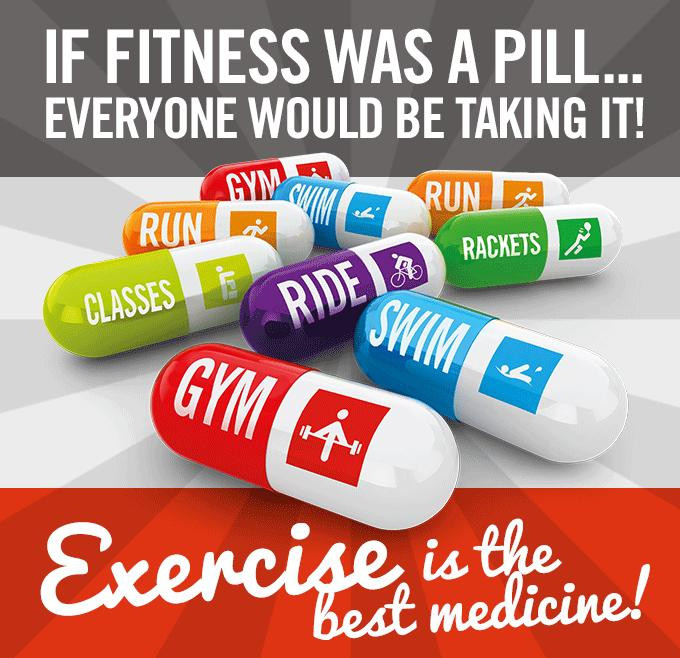 IF FITNESS WAS A PILL...
EVERYONE WOULD BE TAKING IT!
GYM
SWIM
RUN
RUN
RACKETS
CLASSES
RIDE
SWIM
GYM
Exercise is the
best medicine!